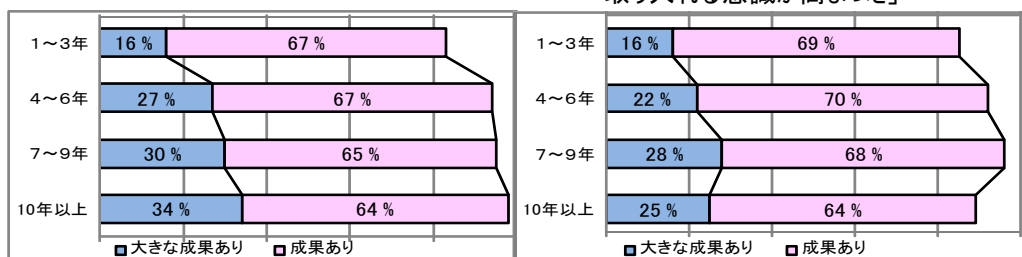 1～3年 16％ 67％
4～6年 27％ 67％
7～9年 30％ 65％
10年以上 34％ 64％
■大きな成果あり ■成果あり
1～3年 16％ 69％
4～6年 22％ 70％
7～9年 28％ 68％
10年以上 25％ 64％
■大きな成果あり ■成果あり